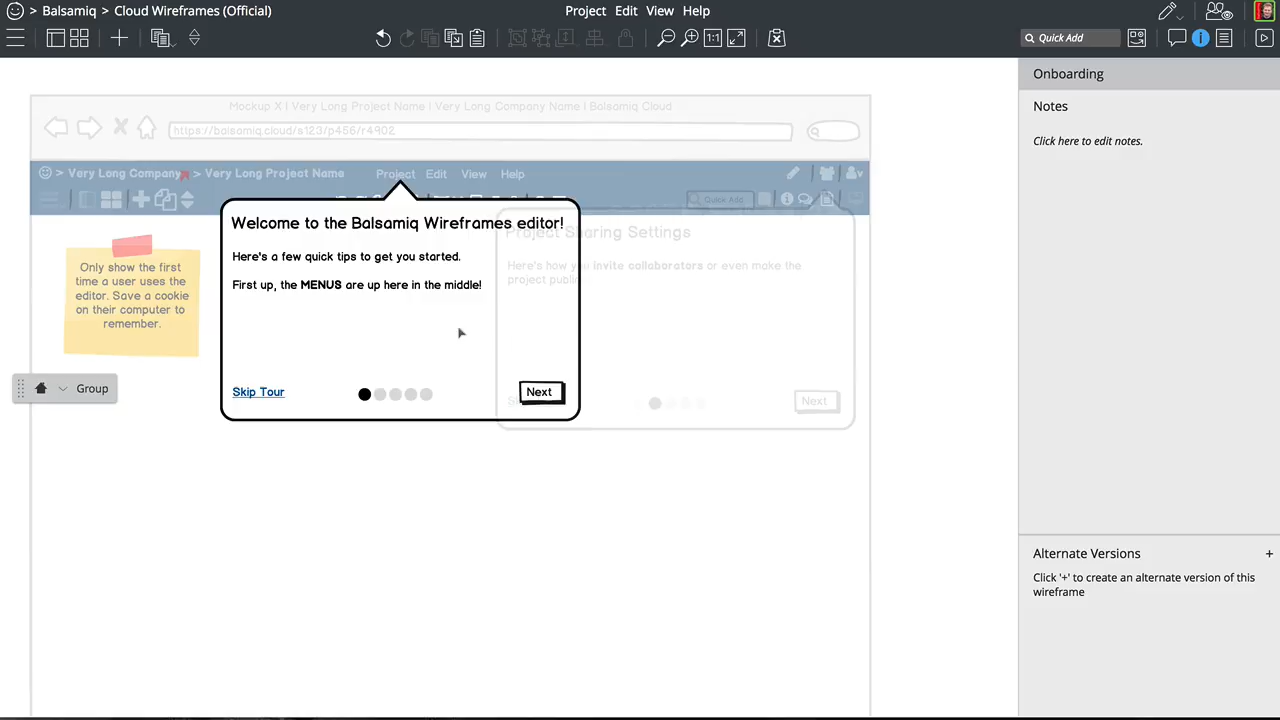 > Balsamiq > Cloud Wireframes (Official)
Project Edit View Help
1:1
Quick Add
Onboarding
Notes
Click here to edit notes.
Mockup X | Very Long Project Name | Very Long Company Name | Balsamiq Cloud
https://balsamiq.cloud/s123/p456/r4902
> Very Long Company > Very Long Project Name
Project Edit View Help
Quick Add
Welcome to the Balsamiq Wireframes editor!
Here's a few quick tips to get you started.
First up, the MENUS are up here in the middle!
Skip Tour
Next
Project Sharing Settings
Here's how you invite collaborators or even make the
project public
Next
Only show the first
time a user uses the
editor. Save a cookie
on their computer to
remember.
Group
Alternate Versions +
Click '+' to create an alternate version of this
wireframe